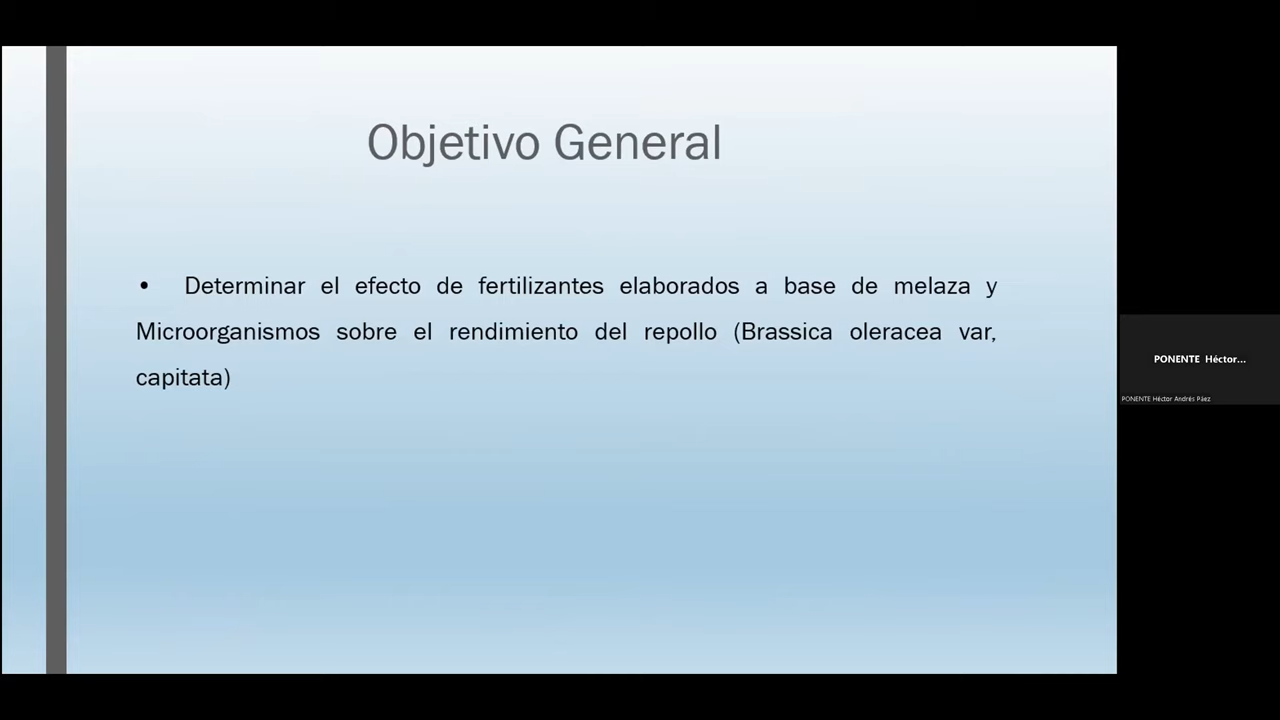 Objetivo General
• Determinar el efecto de fertilizantes elaborados a base de melaza y
Microorganismos sobre el rendimiento del repollo (Brassica oleracea var,
capitata)
PONENTE Héctor...
PONENTE Héctor Andrés Páez